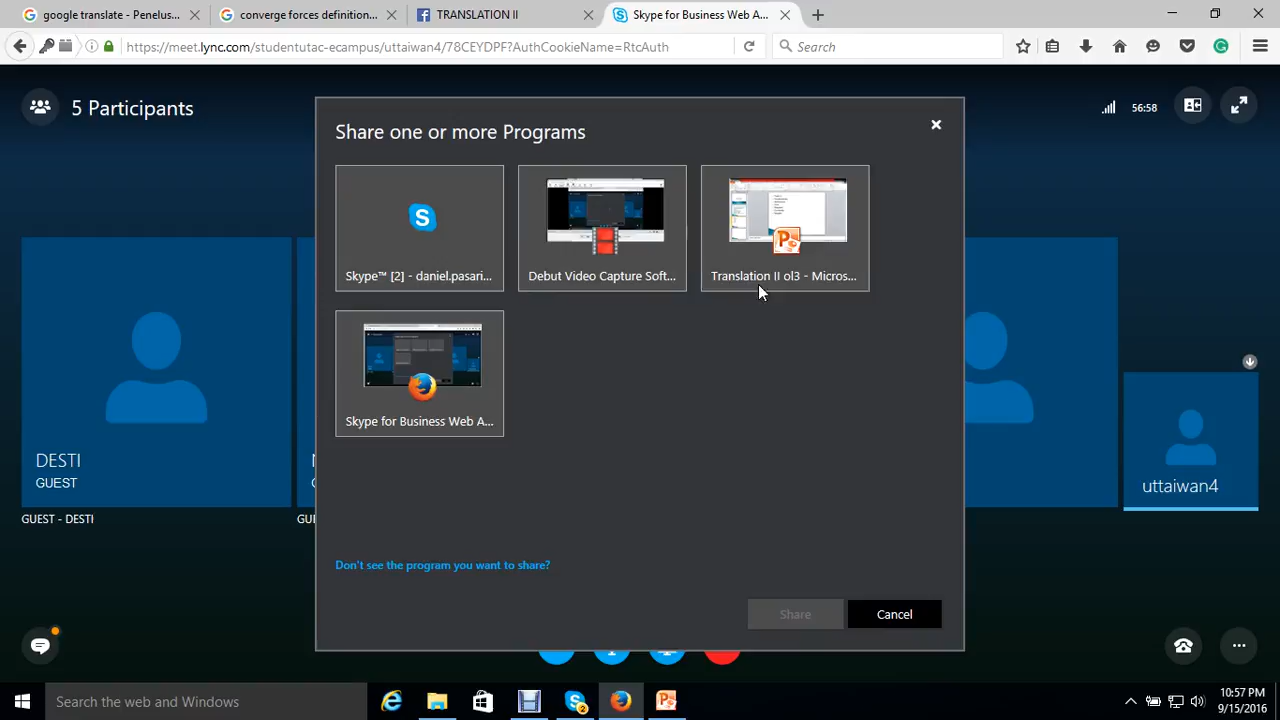 google translate - Penelus...
converge forces definition...
TRANSLATION II
Skype for Business Web A...
https://meet.lync.com/studentutac-ecampus/uttaiwan4/78CEYDPF?AuthCookieName=RtcAuth
Search
5 Participants
56:58
Share one or more Programs
Skype™ [2] - daniel.pasari...
Debut Video Capture Soft...
Translation II ol3 - Micros...
Skype for Business Web A...
DESTI
GUEST
GUEST - DESTI
uttaiwan4
Don't see the program you want to share?
Share
Cancel
Search the web and Windows
10:57 PM
9/15/2016